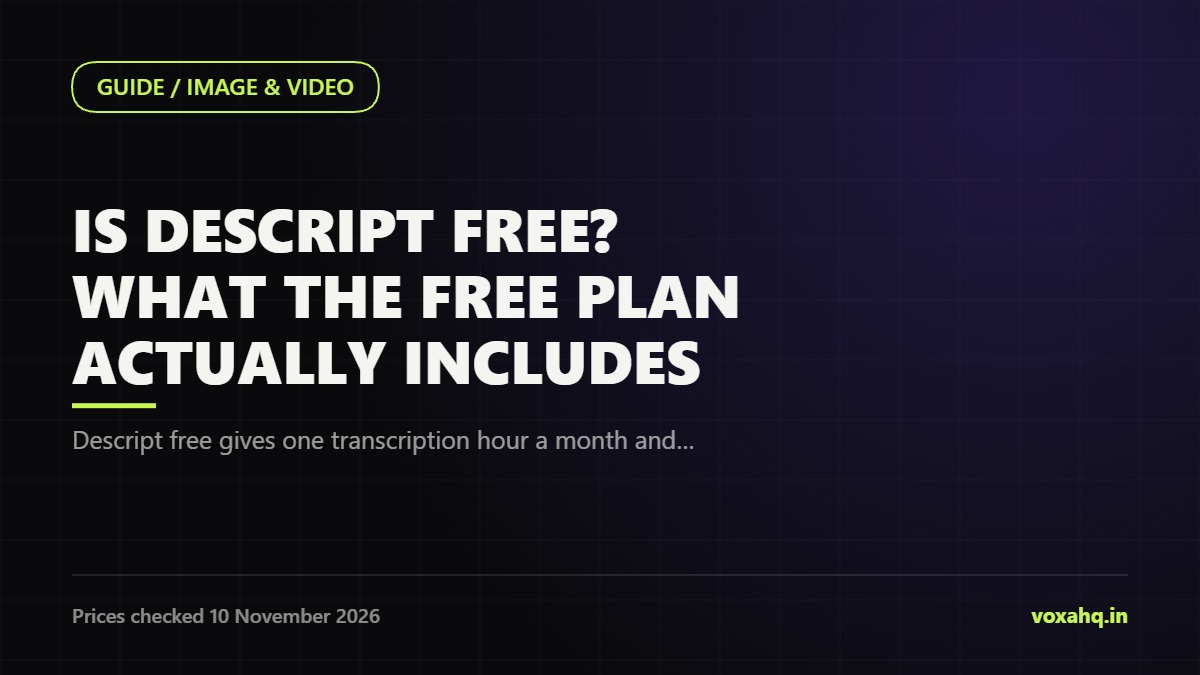 GUIDE / IMAGE & VIDEO
IS DESCRIPT FREE?
WHAT THE FREE PLAN
ACTUALLY INCLUDES
Descript free gives one transcription hour a month and...
Prices checked 10 November 2026
voxahq.in